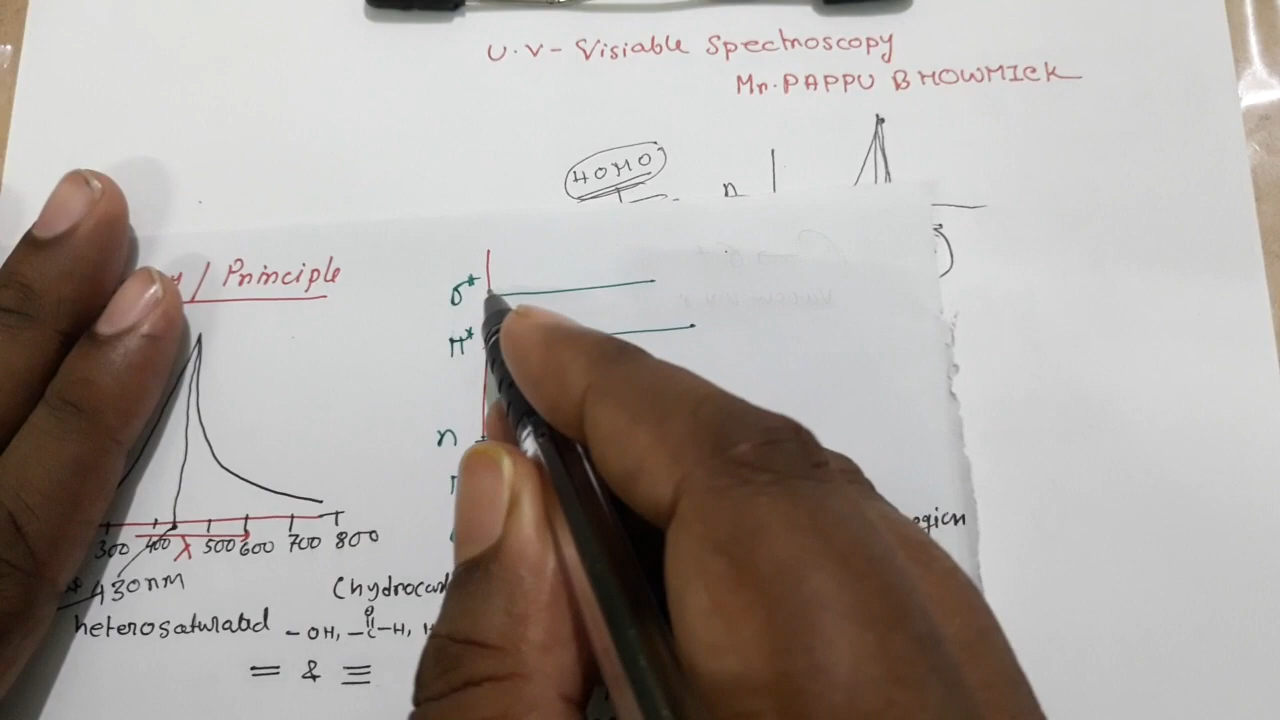 U.V- Visiable Spectroscopy
Mr. PAPPU BHOWMICK
HOMO
n
/ Principle
σ*
π*
n
300 400 500 600 700 800
λ
430nm
heterosaturated - OH, -C-H,
O
= & ≡